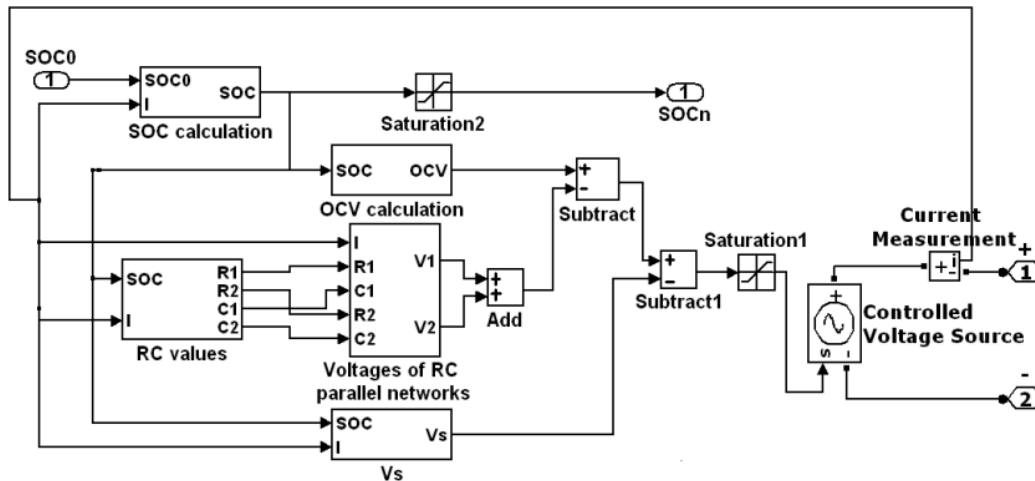 SOC0
1
SOC0
SOC
I
SOC calculation
Saturation2
1
SOCn
SOC
OCV
OCV calculation
+
−
Subtract
Current
Measurement
+
i
-
+
1
I
R1
C1
R2
C2
V1
V2
Voltages of RC
parallel networks
+
+
Add
+
−
Subtract1
Saturation1
SOC
I
R1
R2
C1
C2
RC values
+
s
-
Controlled
Voltage Source
-
2
SOC
I
Vs
Vs